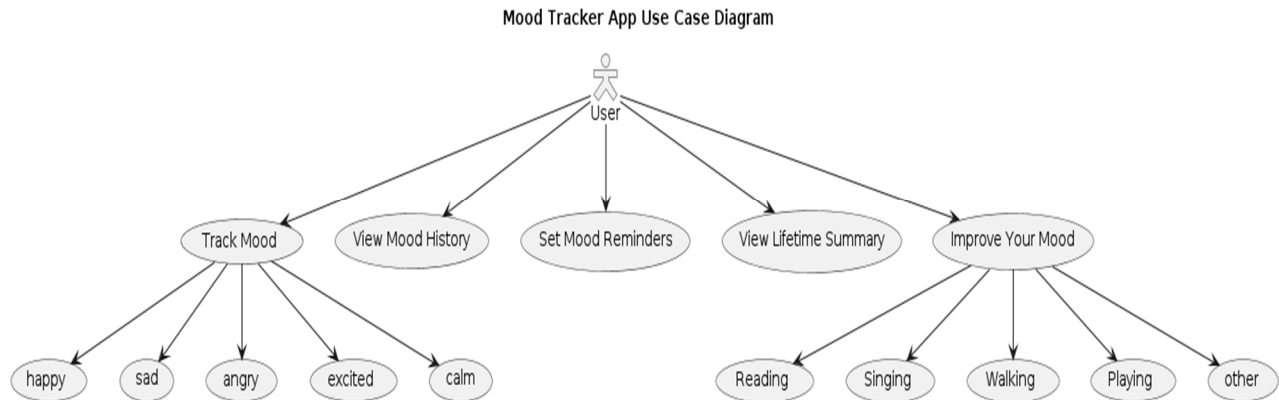 Mood Tracker App Use Case Diagram
User
Track Mood
View Mood History
Set Mood Reminders
View Lifetime Summary
Improve Your Mood
happy
sad
angry
excited
calm
Reading
Singing
Walking
Playing
other